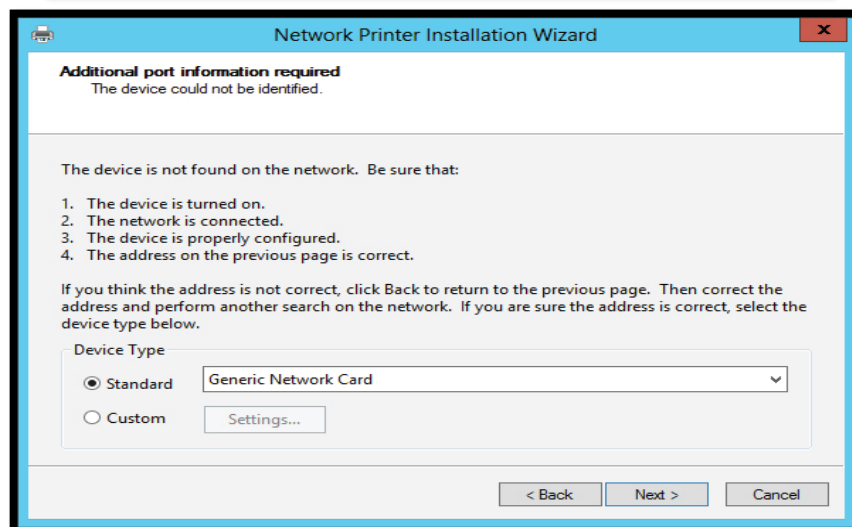 Network Printer Installation Wizard
x
Additional port information required
The device could not be identified.
The device is not found on the network.  Be sure that:
1.  The device is turned on.
2.  The network is connected.
3.  The device is properly configured.
4.  The address on the previous page is correct.
If you think the address is not correct, click Back to return to the previous page.  Then correct the
address and perform another search on the network.  If you are sure the address is correct, select the
device type below.
Device Type
Standard
Generic Network Card
Custom
Settings...
< Back
Next >
Cancel